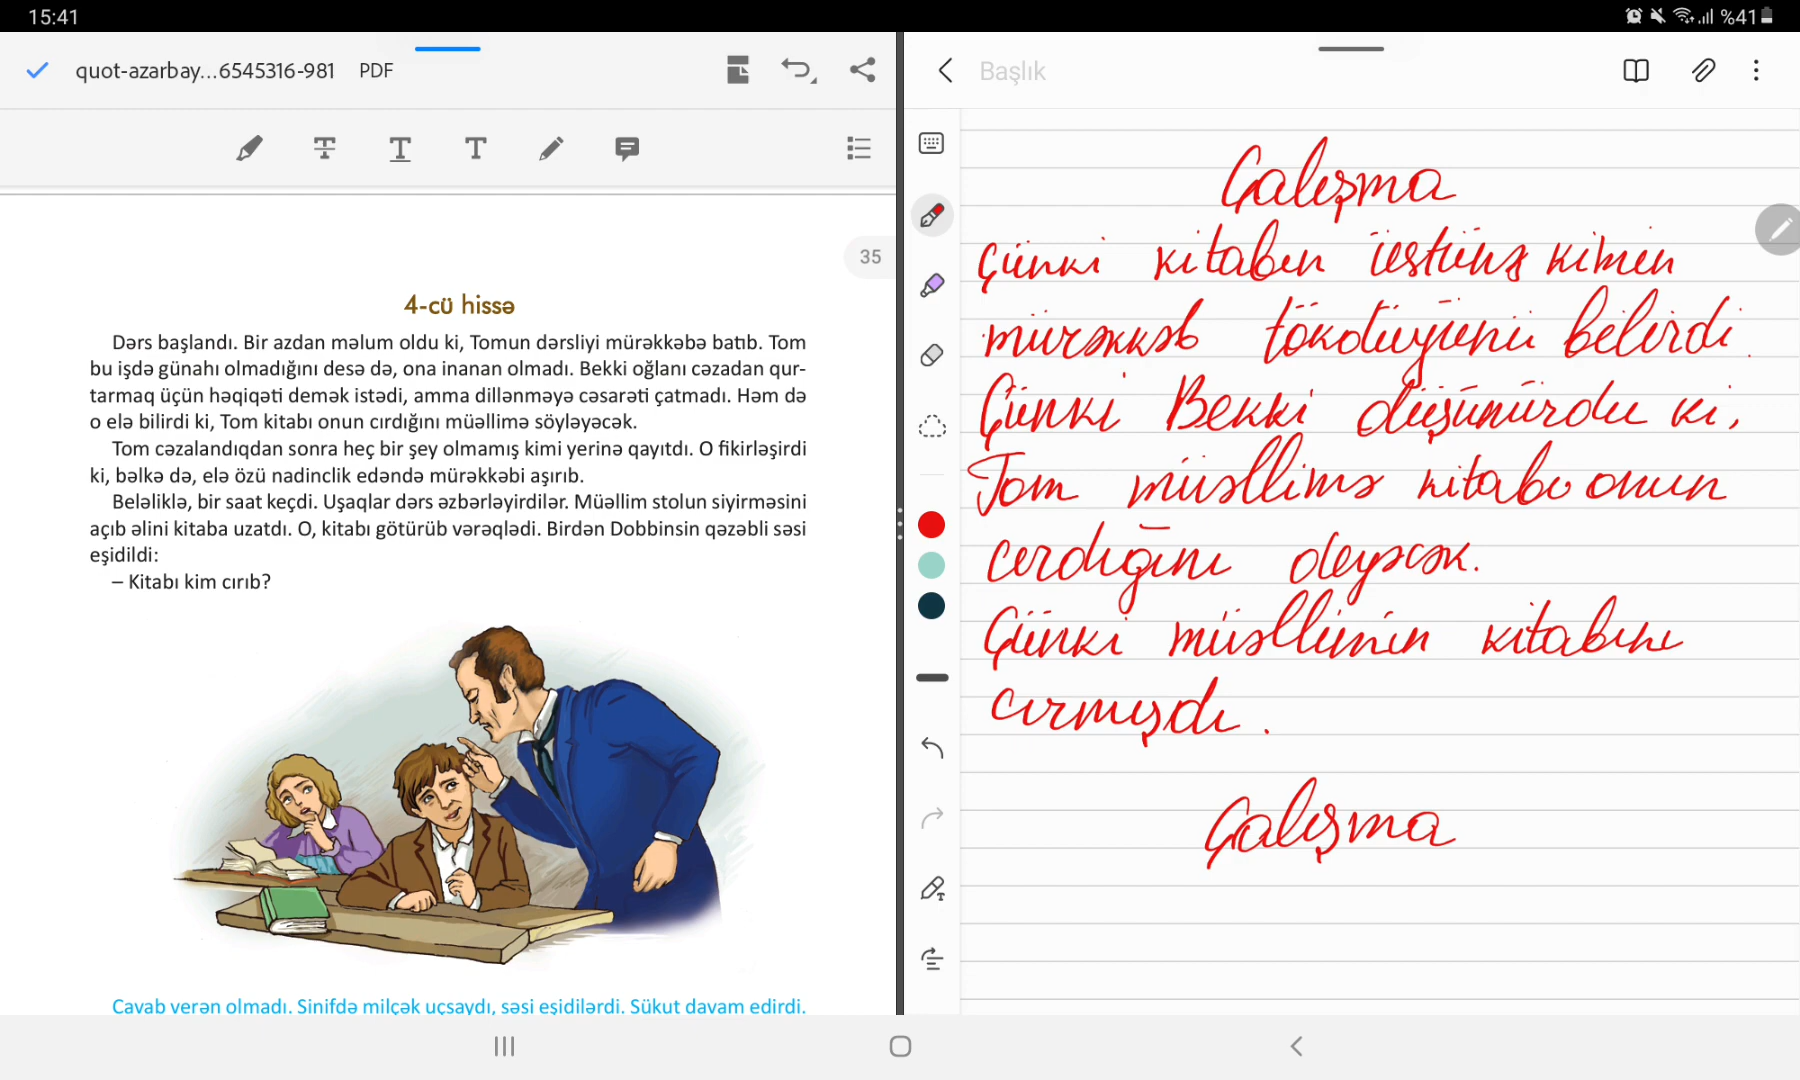 15:41
%41
quot-azarbay...6545316-981 PDF
35
4-cü hissə
Dərs başlandı. Bir azdan məlum oldu ki, Tomun dərsliyi mürəkkəbə batıb. Tom
bu işdə günahı olmadığını desə də, ona inanan olmadı. Bekki oğlanı cəzadan qur-
tarmaq üçün həqiqəti demək istədi, amma dillənməyə cəsarəti çatmadı. Həm də
o elə bilirdi ki, Tom kitabı onun cırdığını müəllimə söyləyəcək.
Tom cəzalandıqdan sonra heç bir şey olmamış kimi yerinə qayıtdı. O fikirləşirdi
ki, bəlkə də, elə özü nadinclik edəndə mürəkkəbi aşırıb.
Beləliklə, bir saat keçdi. Uşaqlar dərs əzbərləyirdilər. Müəllim stolun siyirməsini
açıb əlini kitaba uzatdı. O, kitabı götürüb vərəqlədi. Birdən Dobbinsin qəzəbli səsi
eşidildi:
– Kitabı kim cırıb?
Cavab verən olmadı. Sinifdə milçək uçsaydı, səsi eşidilərdi. Sükut davam edirdi.
Başlık
Çalışma
Çünki kitabın üstünə kimin
mürəkkəb tökdüyünü bilirdi.
Çünki Bekki düşünürdü ki,
Tom müəllimə kitabı onun
cırdığını deyəcək.
Çünki müəllimin kitabını
cırmışdı.
Çalışma